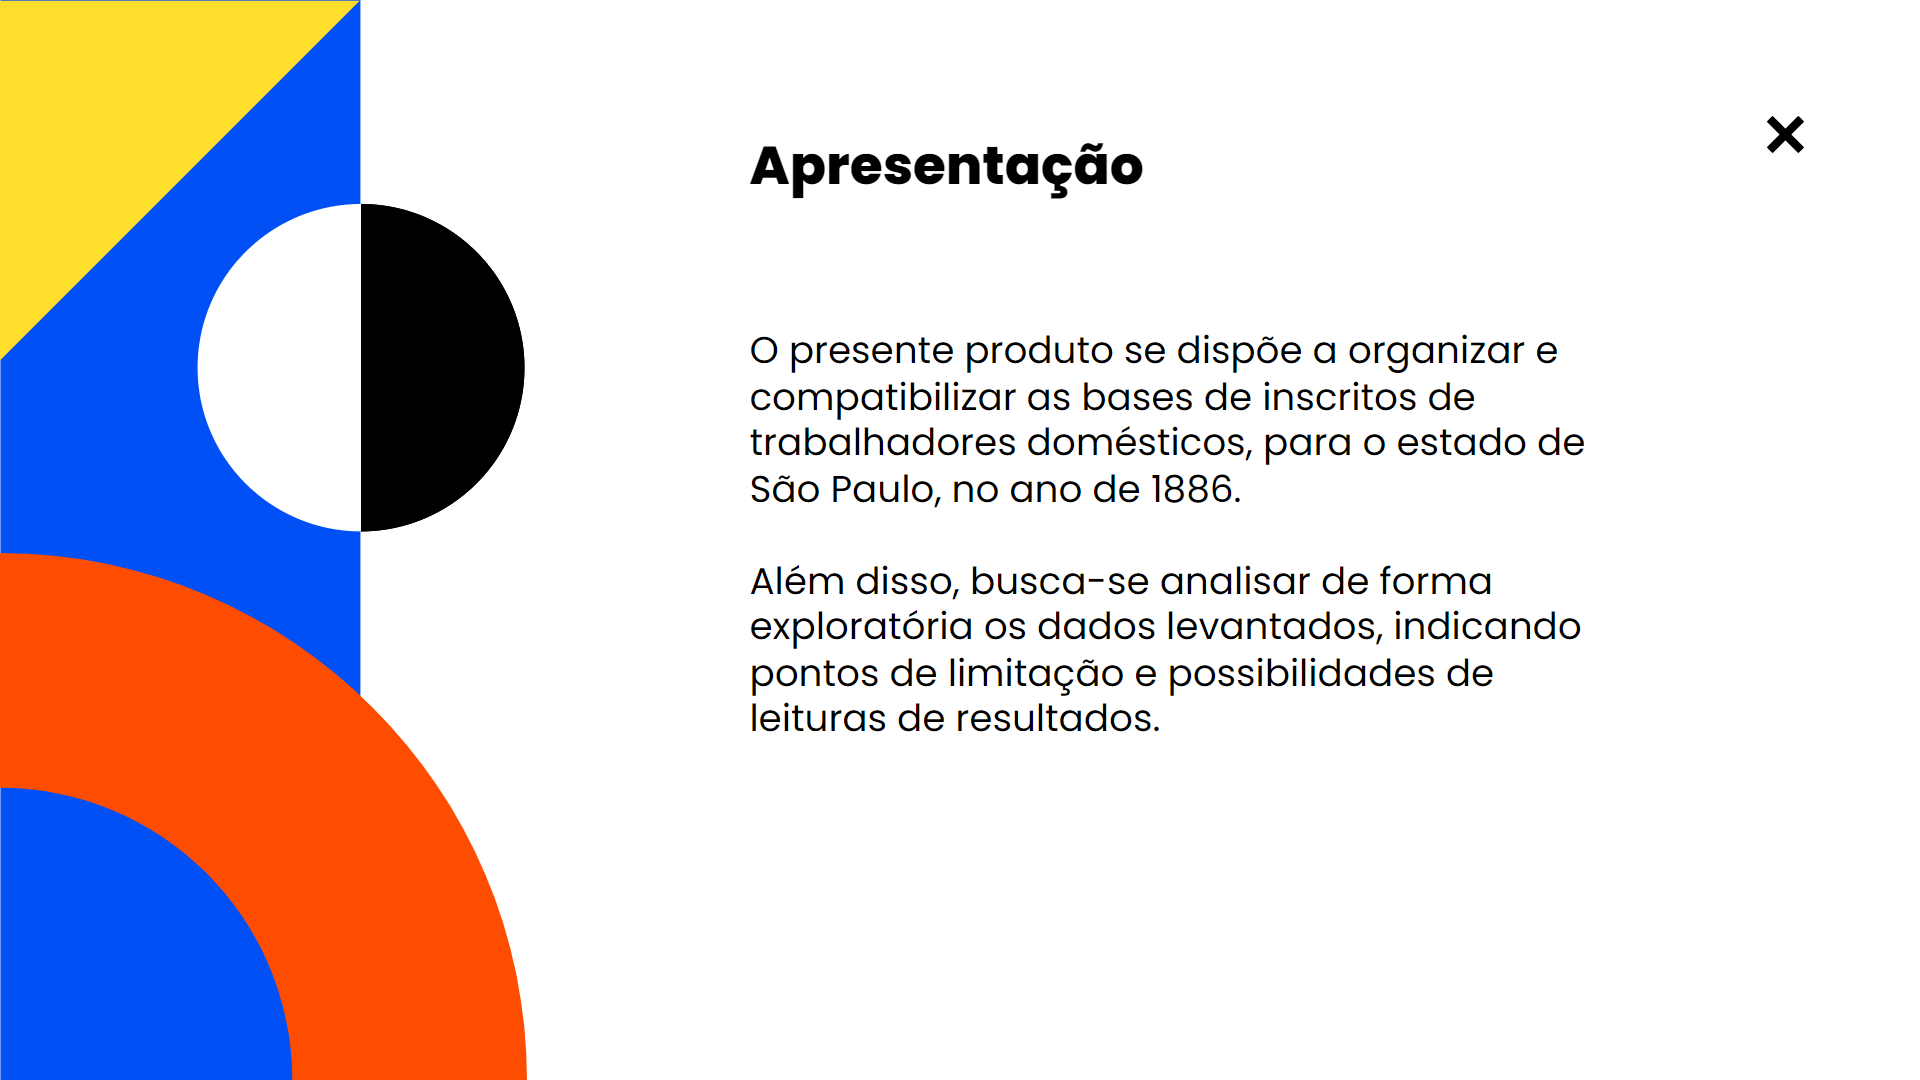 Apresentação
O presente produto se dispõe a organizar e
compatibilizar as bases de inscritos de
trabalhadores domésticos, para o estado de
São Paulo, no ano de 1886.
Além disso, busca-se analisar de forma
exploratória os dados levantados, indicando
pontos de limitação e possibilidades de
leituras de resultados.